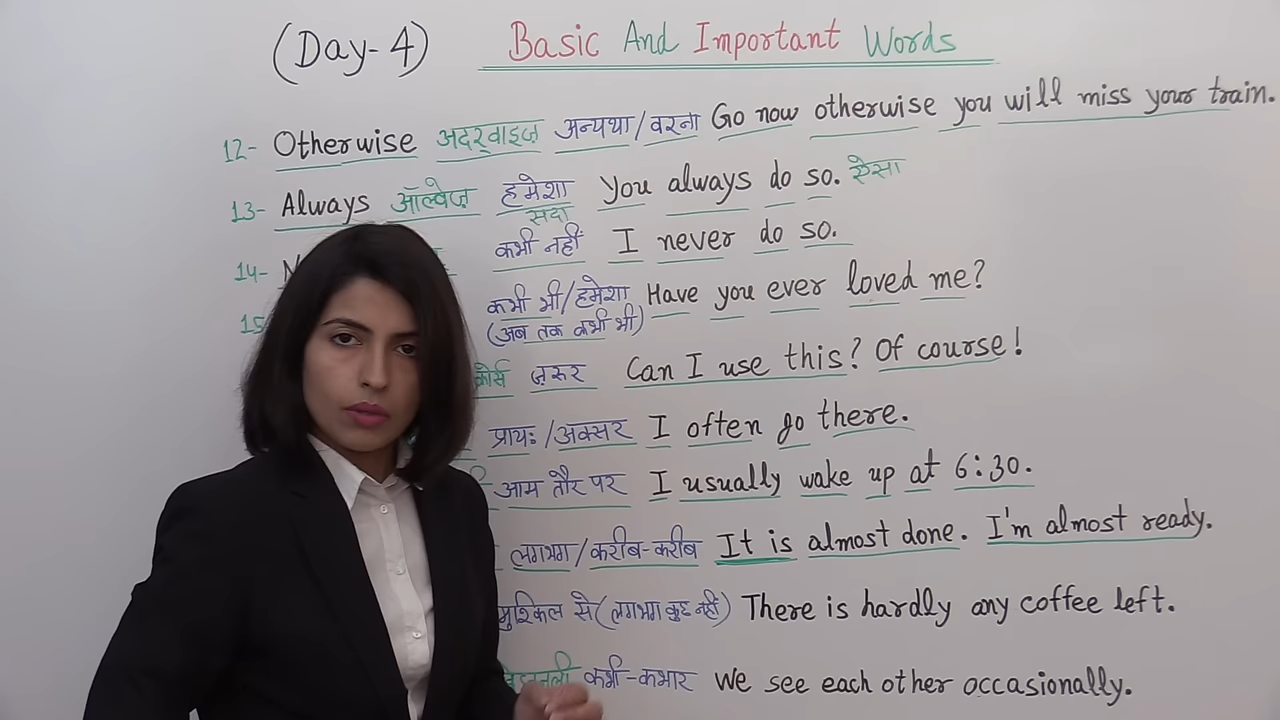 (Day-4) Basic And Important Words
12- Otherwise अदरवाइज़ अन्यथा/वरना Go now otherwise you will miss your train.
13- Always ऑल्वेज़ हमेशा You always do so. ऐसा
सदा
14- कभी नहीं I never do so.
15 कभी भी/हमेशा Have you ever loved me?
(अब तक कभी भी)
कोर्स ज़रूर Can I use this? Of course!
प्रायः/अक्सर I often go there.
आम तौर पर I usually wake up at 6:30.
लगभग/करीब-करीब It is almost done. I'm almost ready.
मुश्किल से (लगभग कुछ नहीं) There is hardly any coffee left.
कभी-कभार We see each other occasionally.